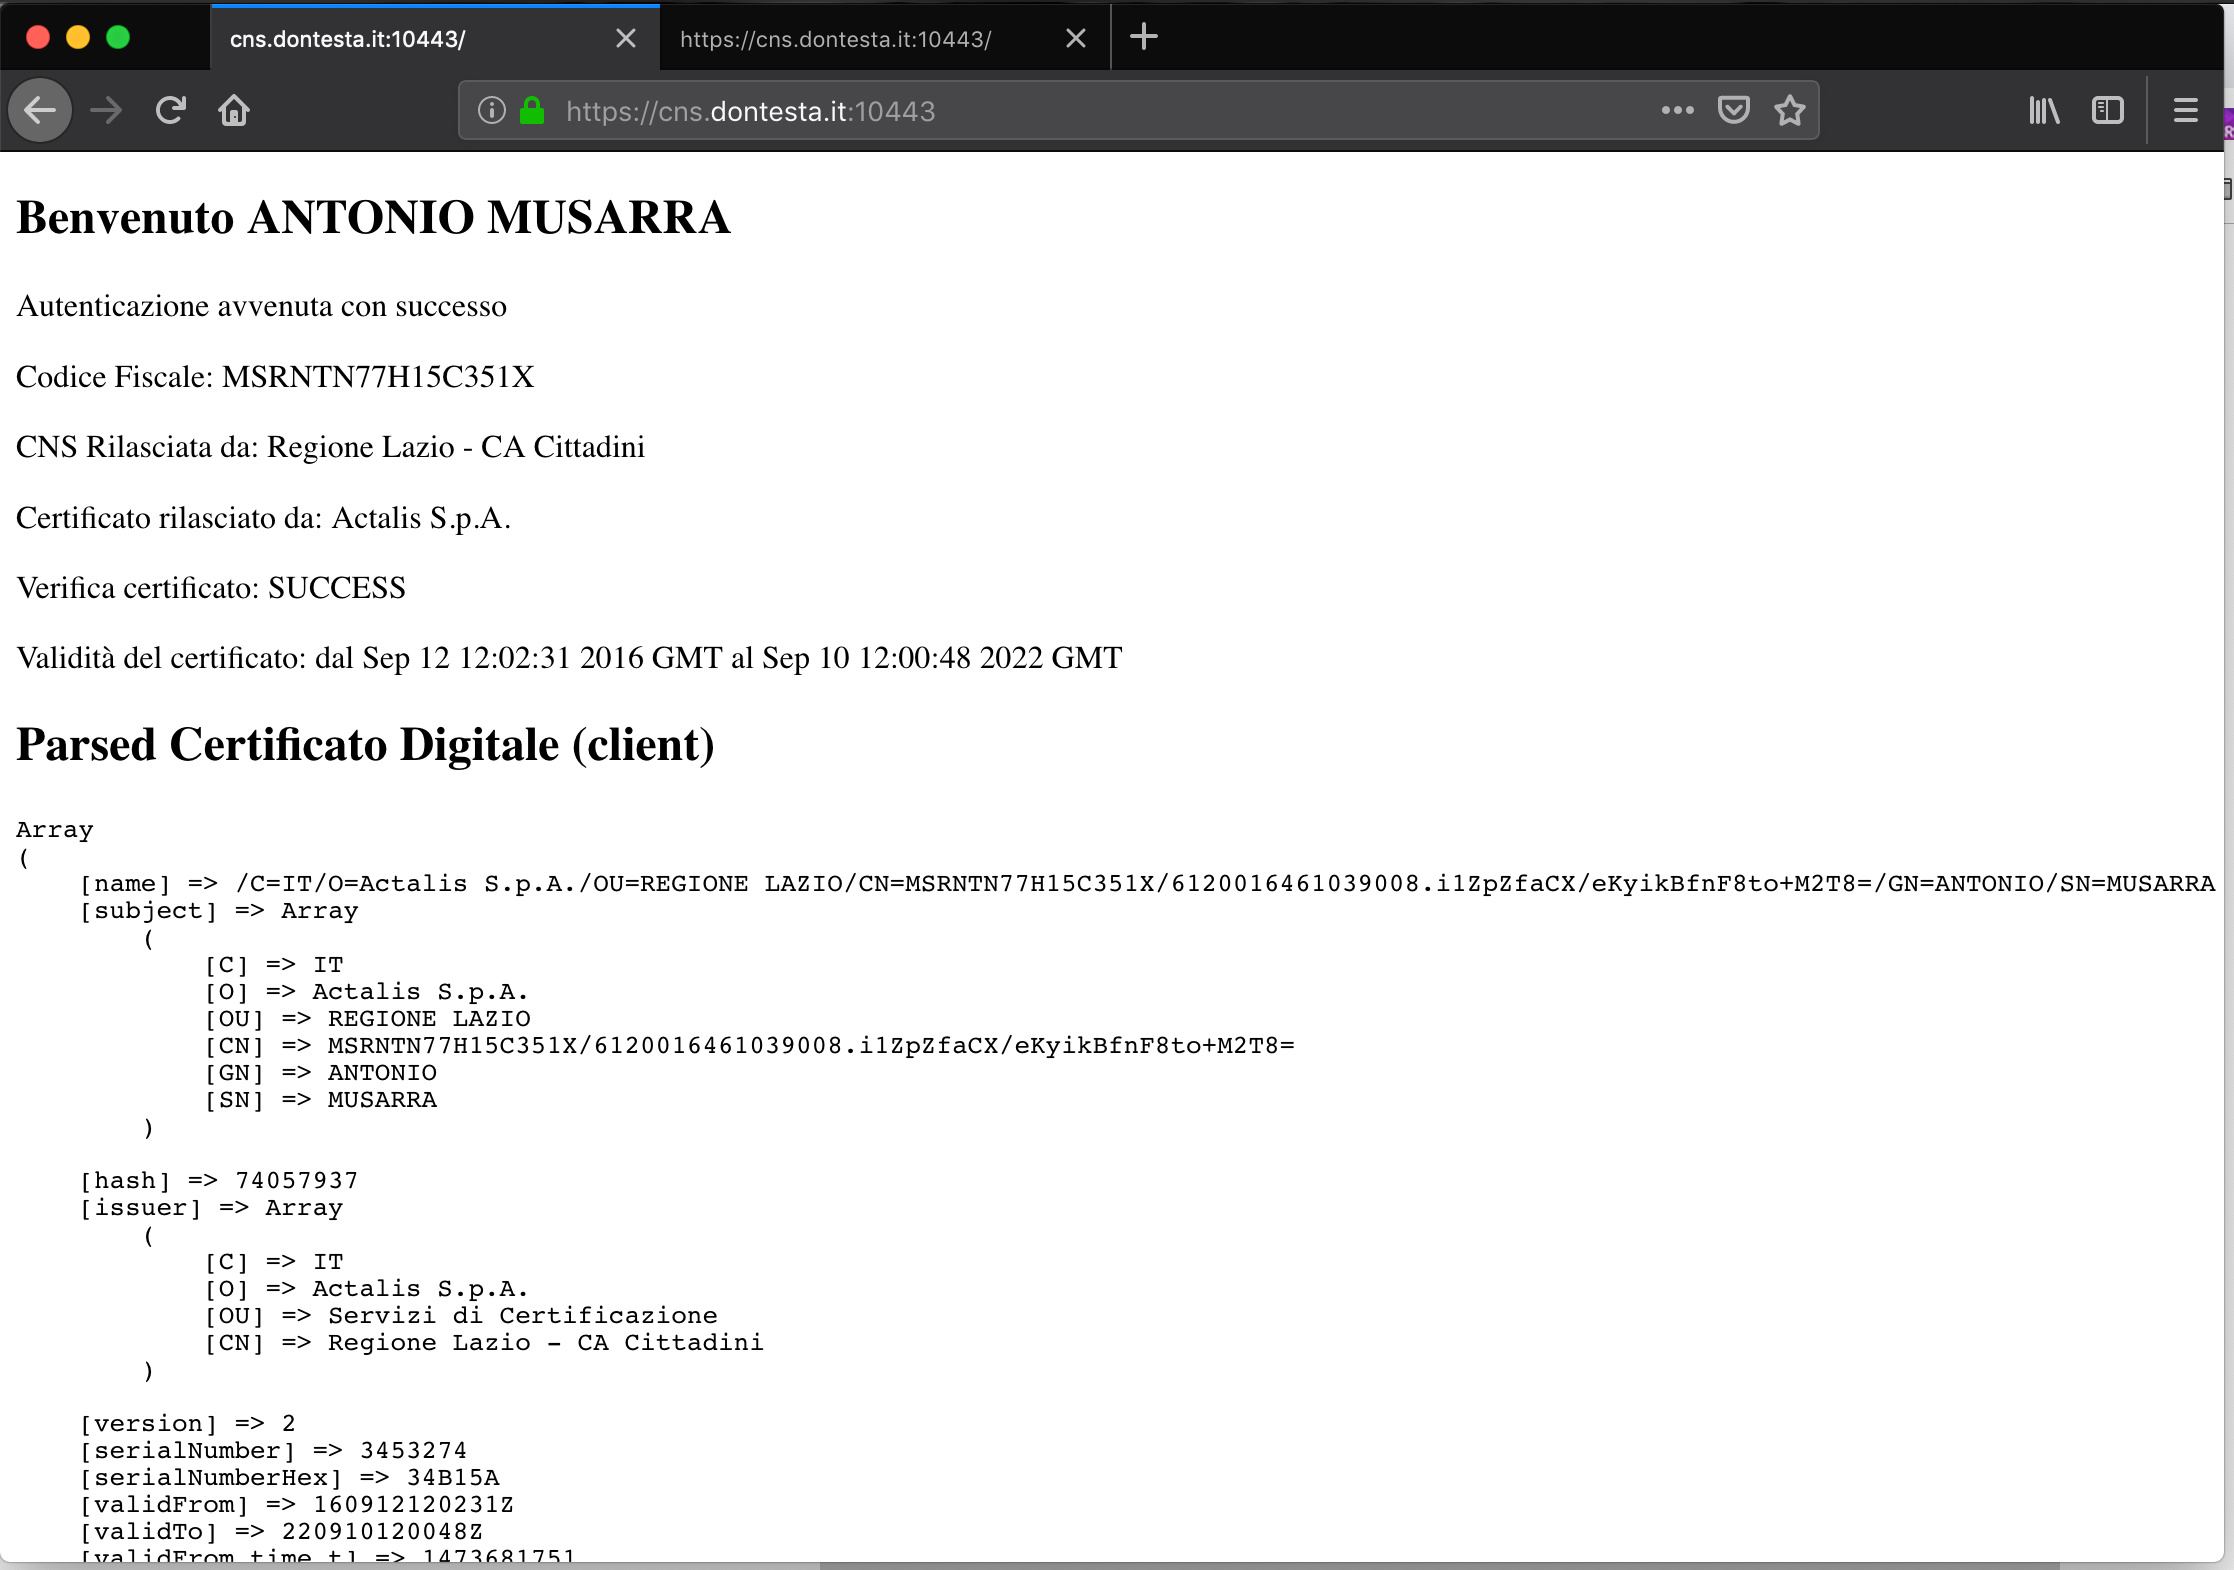 cns.dontesta.it:10443/
https://cns.dontesta.it:10443/
https://cns.dontesta.it:10443
Benvenuto ANTONIO MUSARRA
Autenticazione avvenuta con successo
Codice Fiscale: MSRNTN77H15C351X
CNS Rilasciata da: Regione Lazio - CA Cittadini
Certificato rilasciato da: Actalis S.p.A.
Verifica certificato: SUCCESS
Validità del certificato: dal Sep 12 12:02:31 2016 GMT al Sep 10 12:00:48 2022 GMT
Parsed Certificato Digitale (client)
Array
(
[name] => /C=IT/O=Actalis S.p.A./OU=REGIONE LAZIO/CN=MSRNTN77H15C351X/6120016461039008.i1ZpZfaCX/eKyikBfnF8to+M2T8=/GN=ANTONIO/SN=MUSARRA
[subject] => Array
(
[C] => IT
[O] => Actalis S.p.A.
[OU] => REGIONE LAZIO
[CN] => MSRNTN77H15C351X/6120016461039008.i1ZpZfaCX/eKyikBfnF8to+M2T8=
[GN] => ANTONIO
[SN] => MUSARRA
)
[hash] => 74057937
[issuer] => Array
(
[C] => IT
[O] => Actalis S.p.A.
[OU] => Servizi di Certificazione
[CN] => Regione Lazio - CA Cittadini
)
[version] => 2
[serialNumber] => 3453274
[serialNumberHex] => 34B15A
[validFrom] => 160912120231Z
[validTo] => 220910120048Z
[validFrom_time_t] => 1473681751